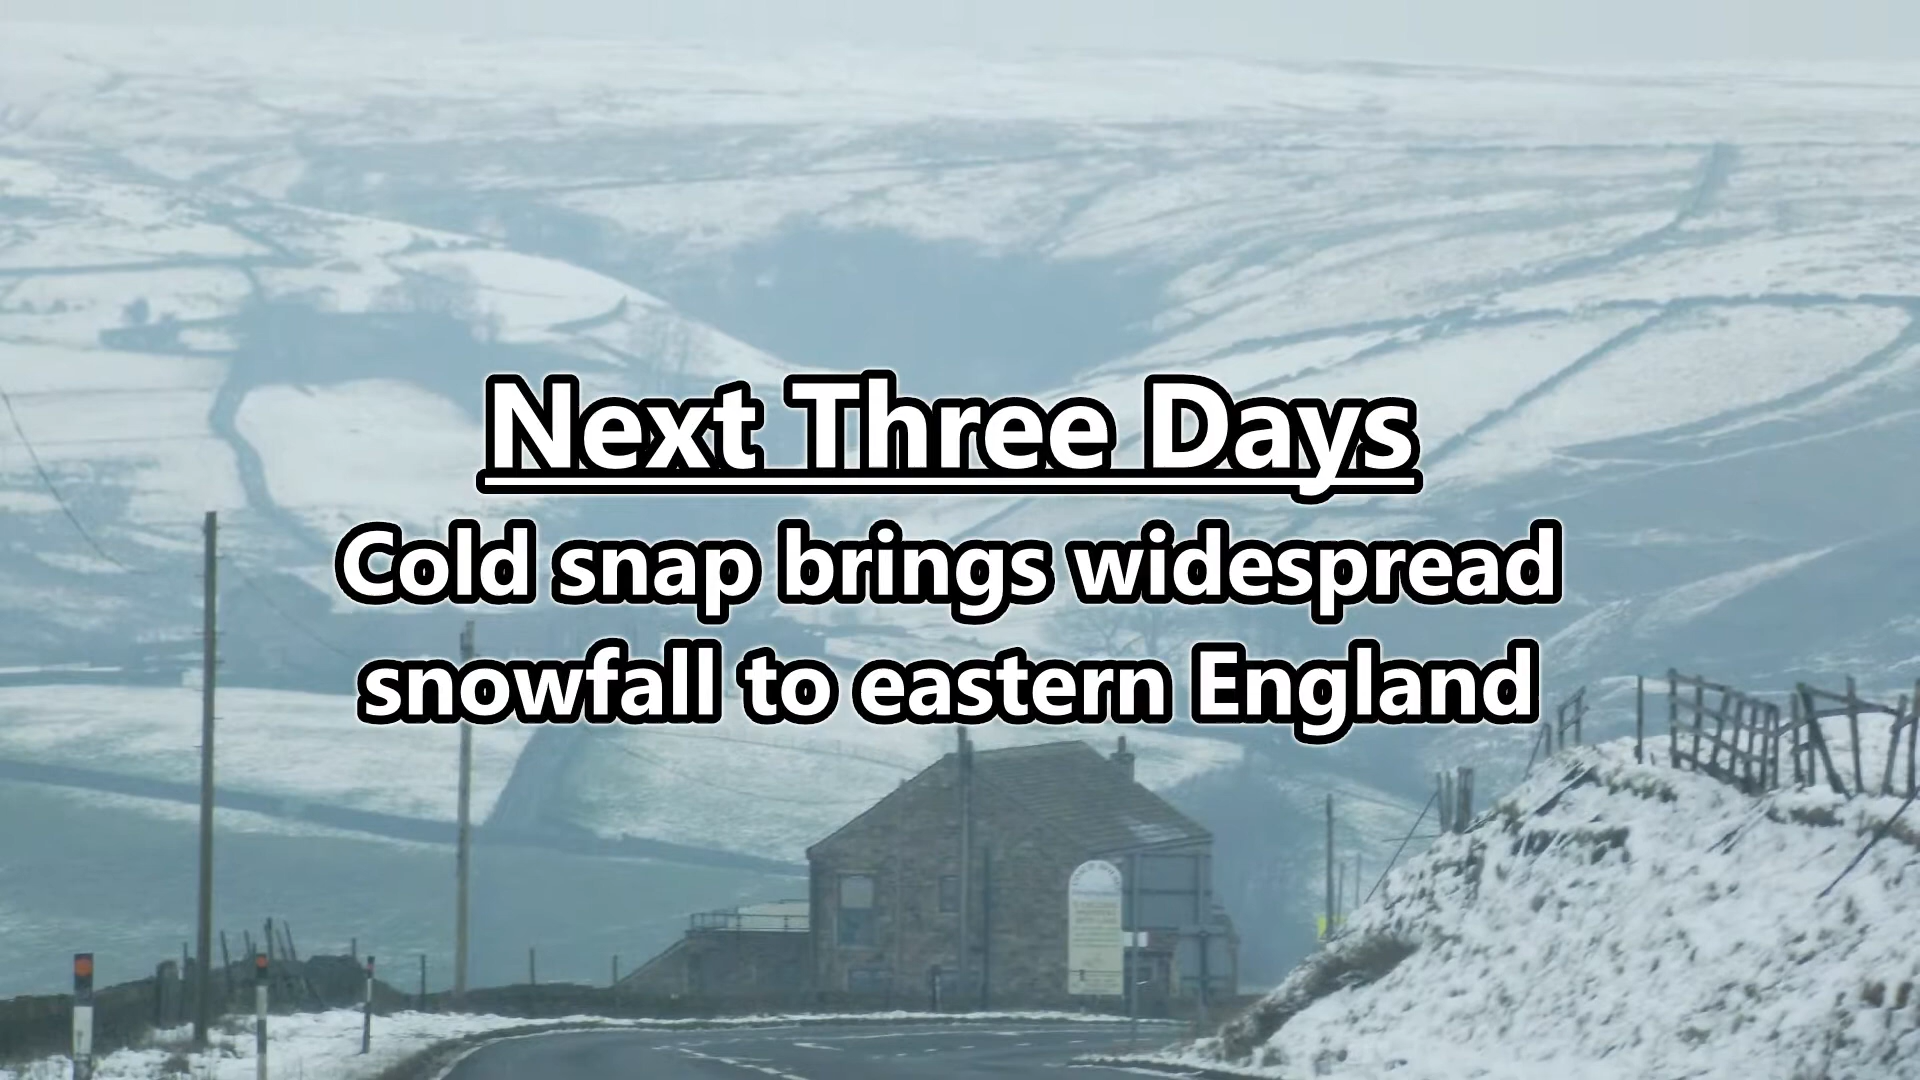 Next Three Days
Cold snap brings widespread
snowfall to eastern England